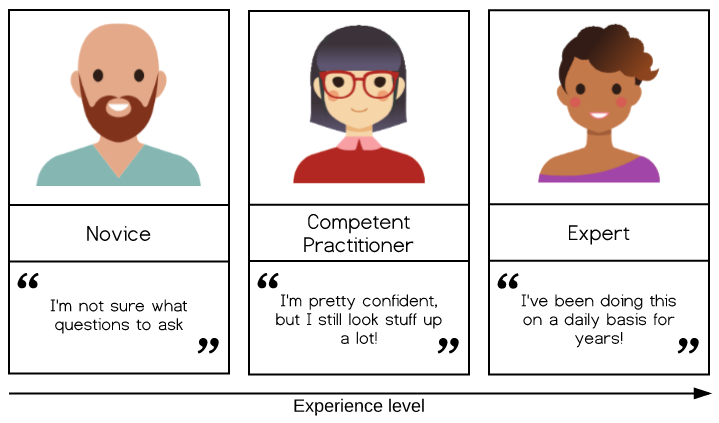 Novice
Competent
Practitioner
Expert
“
I'm not sure what
questions to ask
”
“
I'm pretty confident,
but I still look stuff up
a lot!
”
“
I've been doing this
on a daily basis for
years!
”
Experience level